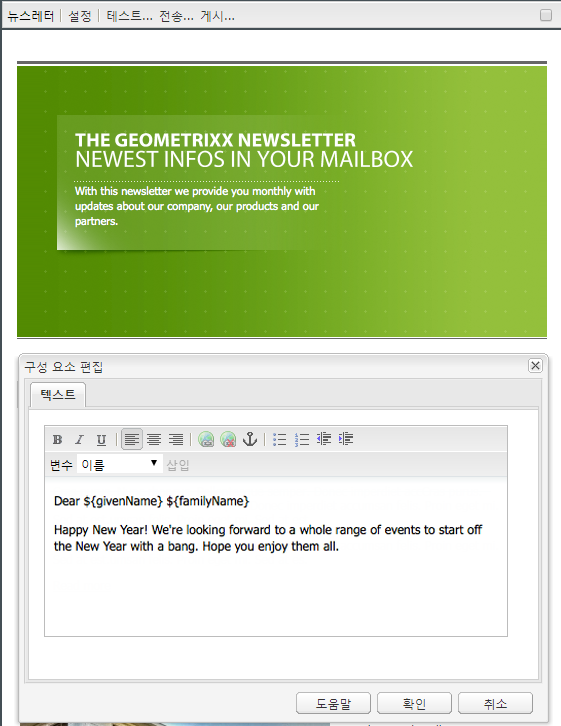 뉴스레터 설정 테스트... 전송... 게시...
THE GEOMETRIXX NEWSLETTER
NEWEST INFOS IN YOUR MAILBOX
With this newsletter we provide you monthly with
updates about our company, our products and our
partners.
구성 요소 편집
텍스트
B I U
변수 이름 삽입
Dear ${givenName} ${familyName}
Happy New Year! We're looking forward to a whole range of events to start off
the New Year with a bang. Hope you enjoy them all.
도움말 확인 취소